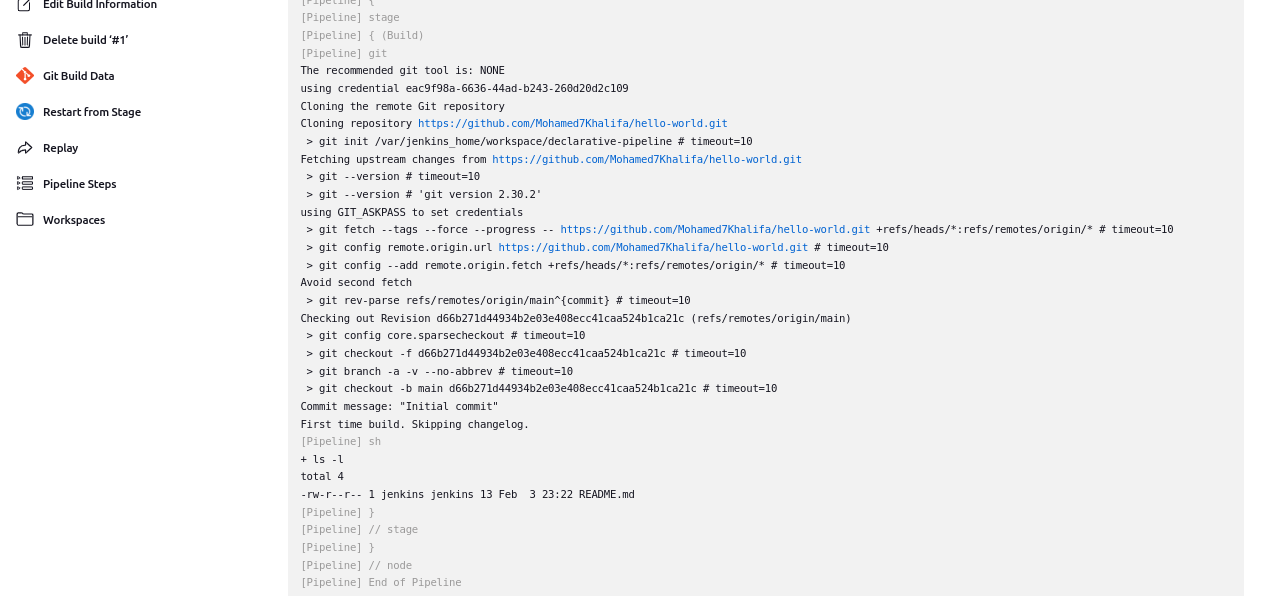 Edit Build Information
Delete build ‘#1’
Git Build Data
Restart from Stage
Replay
Pipeline Steps
Workspaces
[Pipeline] {
[Pipeline] stage
[Pipeline] { (Build)
[Pipeline] git
The recommended git tool is: NONE
using credential eac9f98a-6636-44ad-b243-260d20d2c109
Cloning the remote Git repository
Cloning repository https://github.com/Mohamed7Khalifa/hello-world.git
 > git init /var/jenkins_home/workspace/declarative-pipeline # timeout=10
Fetching upstream changes from https://github.com/Mohamed7Khalifa/hello-world.git
 > git --version # timeout=10
 > git --version # 'git version 2.30.2'
using GIT_ASKPASS to set credentials
 > git fetch --tags --force --progress -- https://github.com/Mohamed7Khalifa/hello-world.git +refs/heads/*:refs/remotes/origin/* # timeout=10
 > git config remote.origin.url https://github.com/Mohamed7Khalifa/hello-world.git # timeout=10
 > git config --add remote.origin.fetch +refs/heads/*:refs/remotes/origin/* # timeout=10
Avoid second fetch
 > git rev-parse refs/remotes/origin/main^{commit} # timeout=10
Checking out Revision d66b271d44934b2e03e408ecc41caa524b1ca21c (refs/remotes/origin/main)
 > git config core.sparsecheckout # timeout=10
 > git checkout -f d66b271d44934b2e03e408ecc41caa524b1ca21c # timeout=10
 > git branch -a -v --no-abbrev # timeout=10
 > git checkout -b main d66b271d44934b2e03e408ecc41caa524b1ca21c # timeout=10
Commit message: "Initial commit"
First time build. Skipping changelog.
[Pipeline] sh
+ ls -l
total 4
-rw-r--r-- 1 jenkins jenkins 13 Feb  3 23:22 README.md
[Pipeline] }
[Pipeline] // stage
[Pipeline] }
[Pipeline] // node
[Pipeline] End of Pipeline